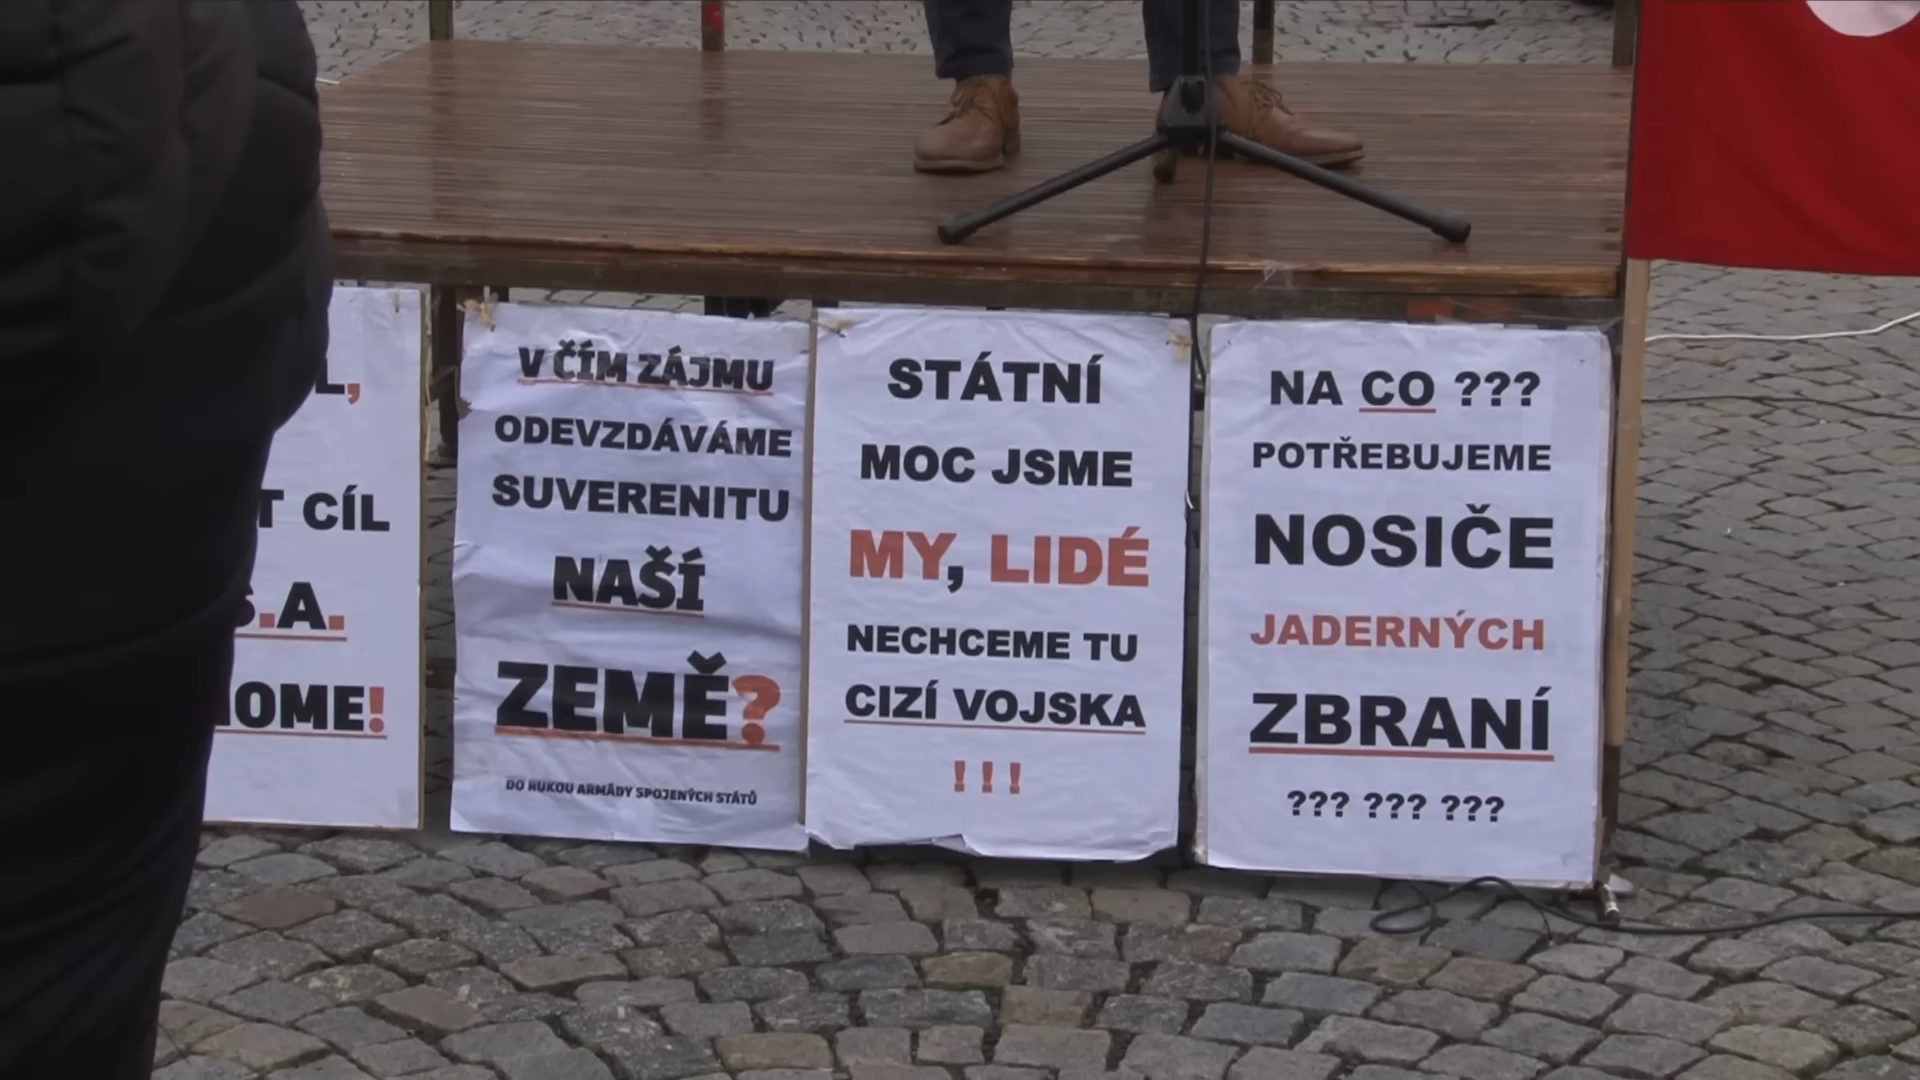 CÍL
.A.
V ČÍM ZÁJMU
ODEVZDÁVÁME
SUVERENITU
NAŠÍ
ZEMĚ?
DO RUKOU ARMÁDY SPOJENÝCH STÁTŮ
STÁTNÍ
MOC JSME
MY, LIDÉ
NECHCEME TU
CIZÍ VOJSKA
!!!
NA CO ???
POTŘEBUJEME
NOSIČE
JADERNÝCH
ZBRANÍ
??? ??? ???